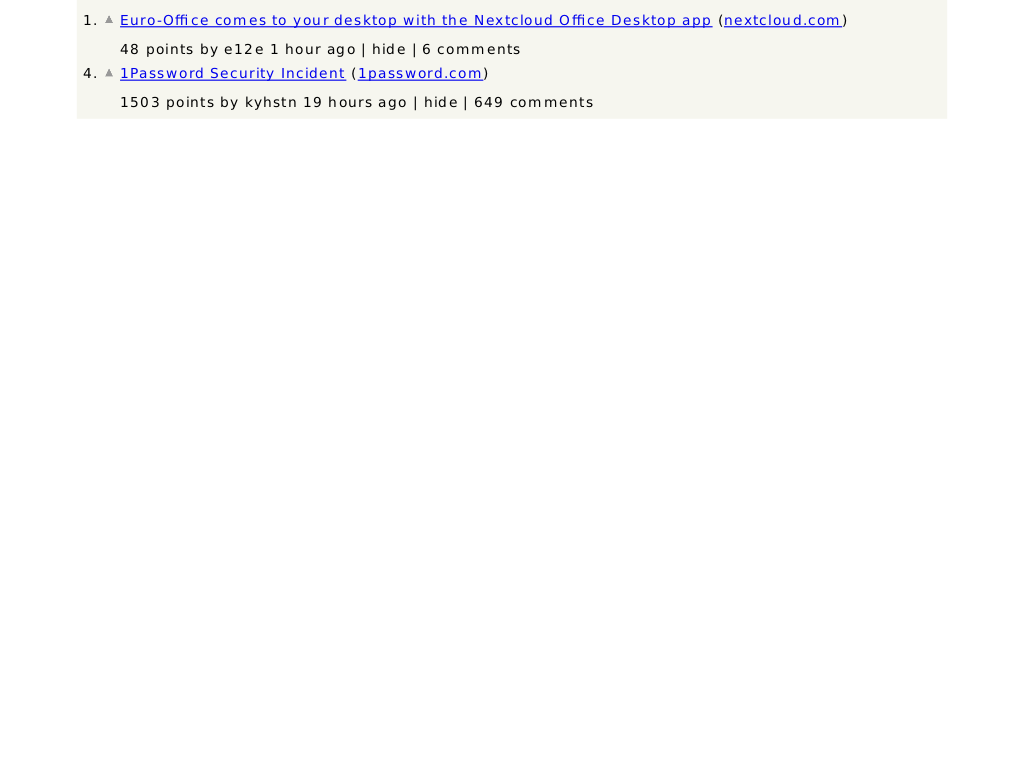 1. ▲ Euro-Office comes to your desktop with the Nextcloud Office Desktop app (nextcloud.com)
48 points by e12e 1 hour ago | hide | 6 comments
4. ▲ 1Password Security Incident (1password.com)
1503 points by kyhstn 19 hours ago | hide | 649 comments